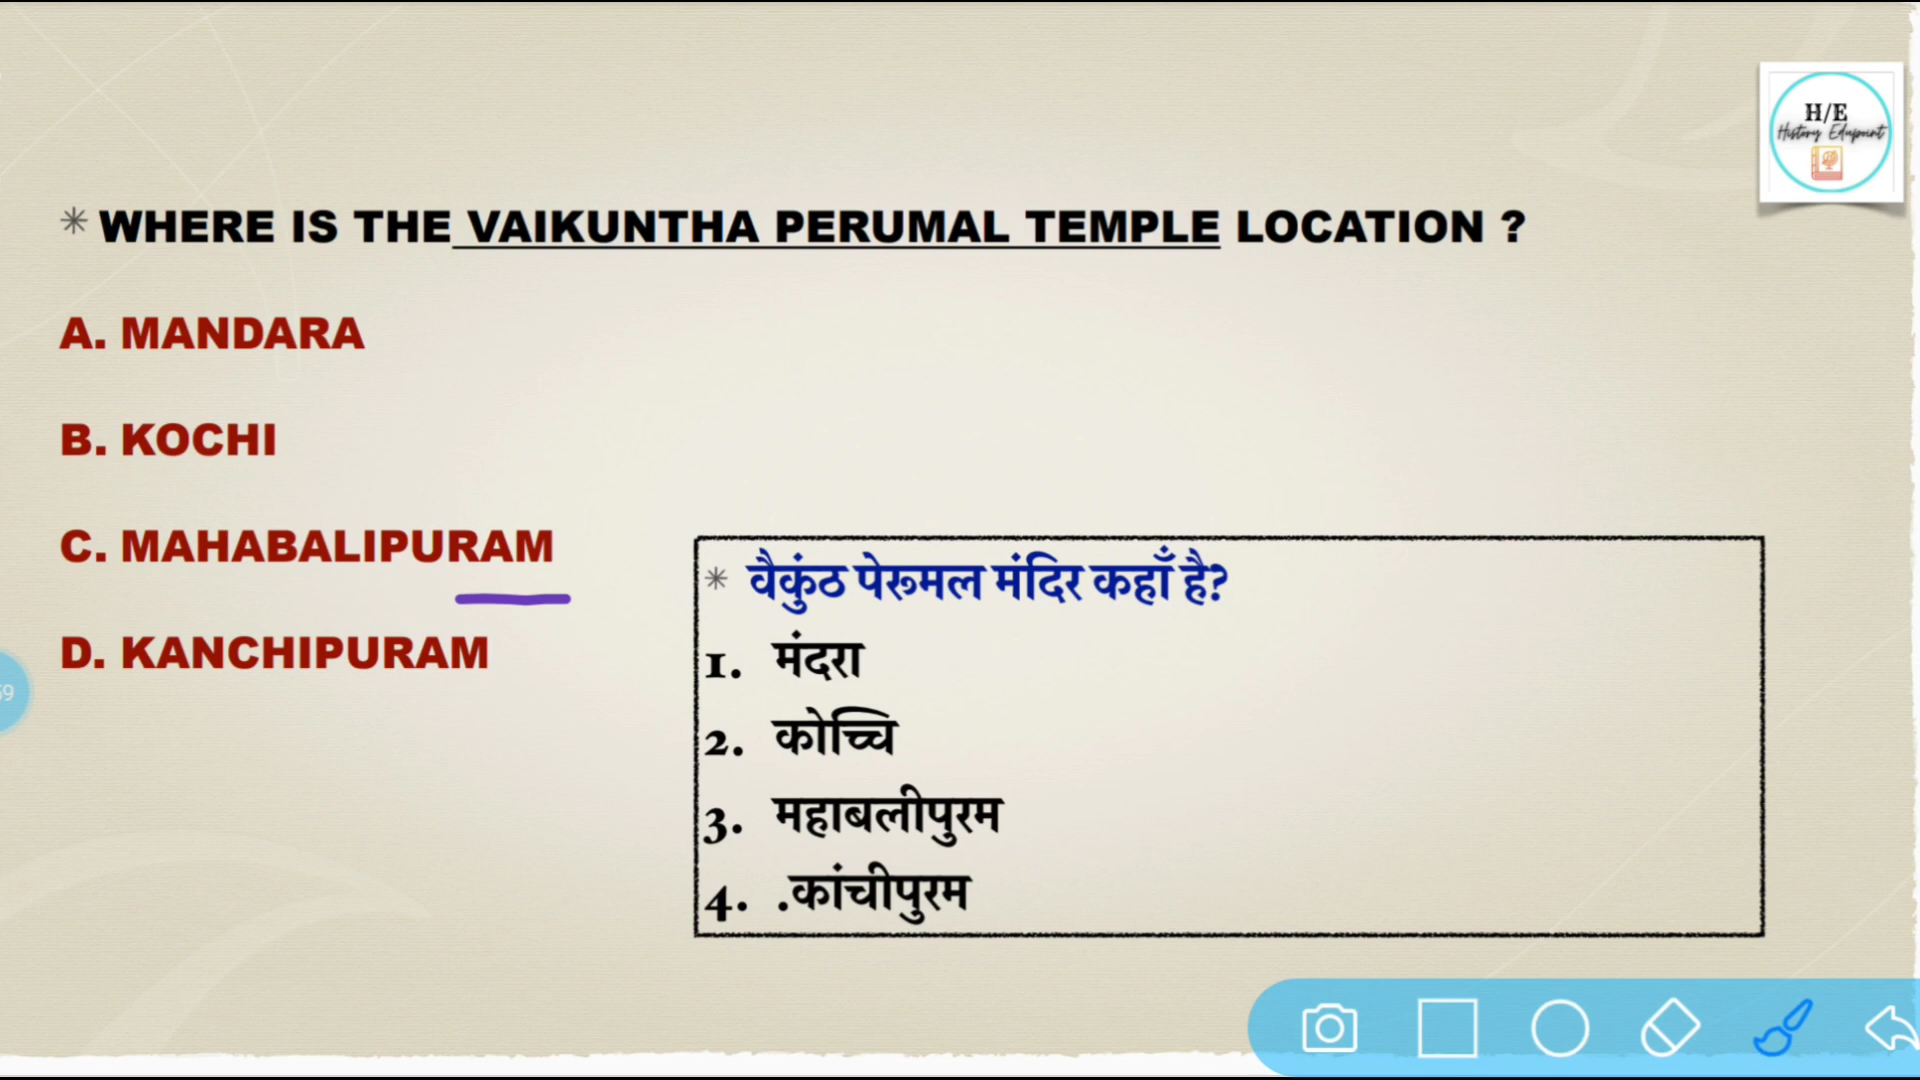 H/E
History Edupoint
WHERE IS THE VAIKUNTHA PERUMAL TEMPLE LOCATION ?
A. MANDARA
B. KOCHI
C. MAHABALIPURAM
D. KANCHIPURAM
वैकुंठ पेरूमल मंदिर कहाँ है?
1. मंदरा
2. कोच्चि
3. महाबलीपुरम
4. .कांचीपुरम